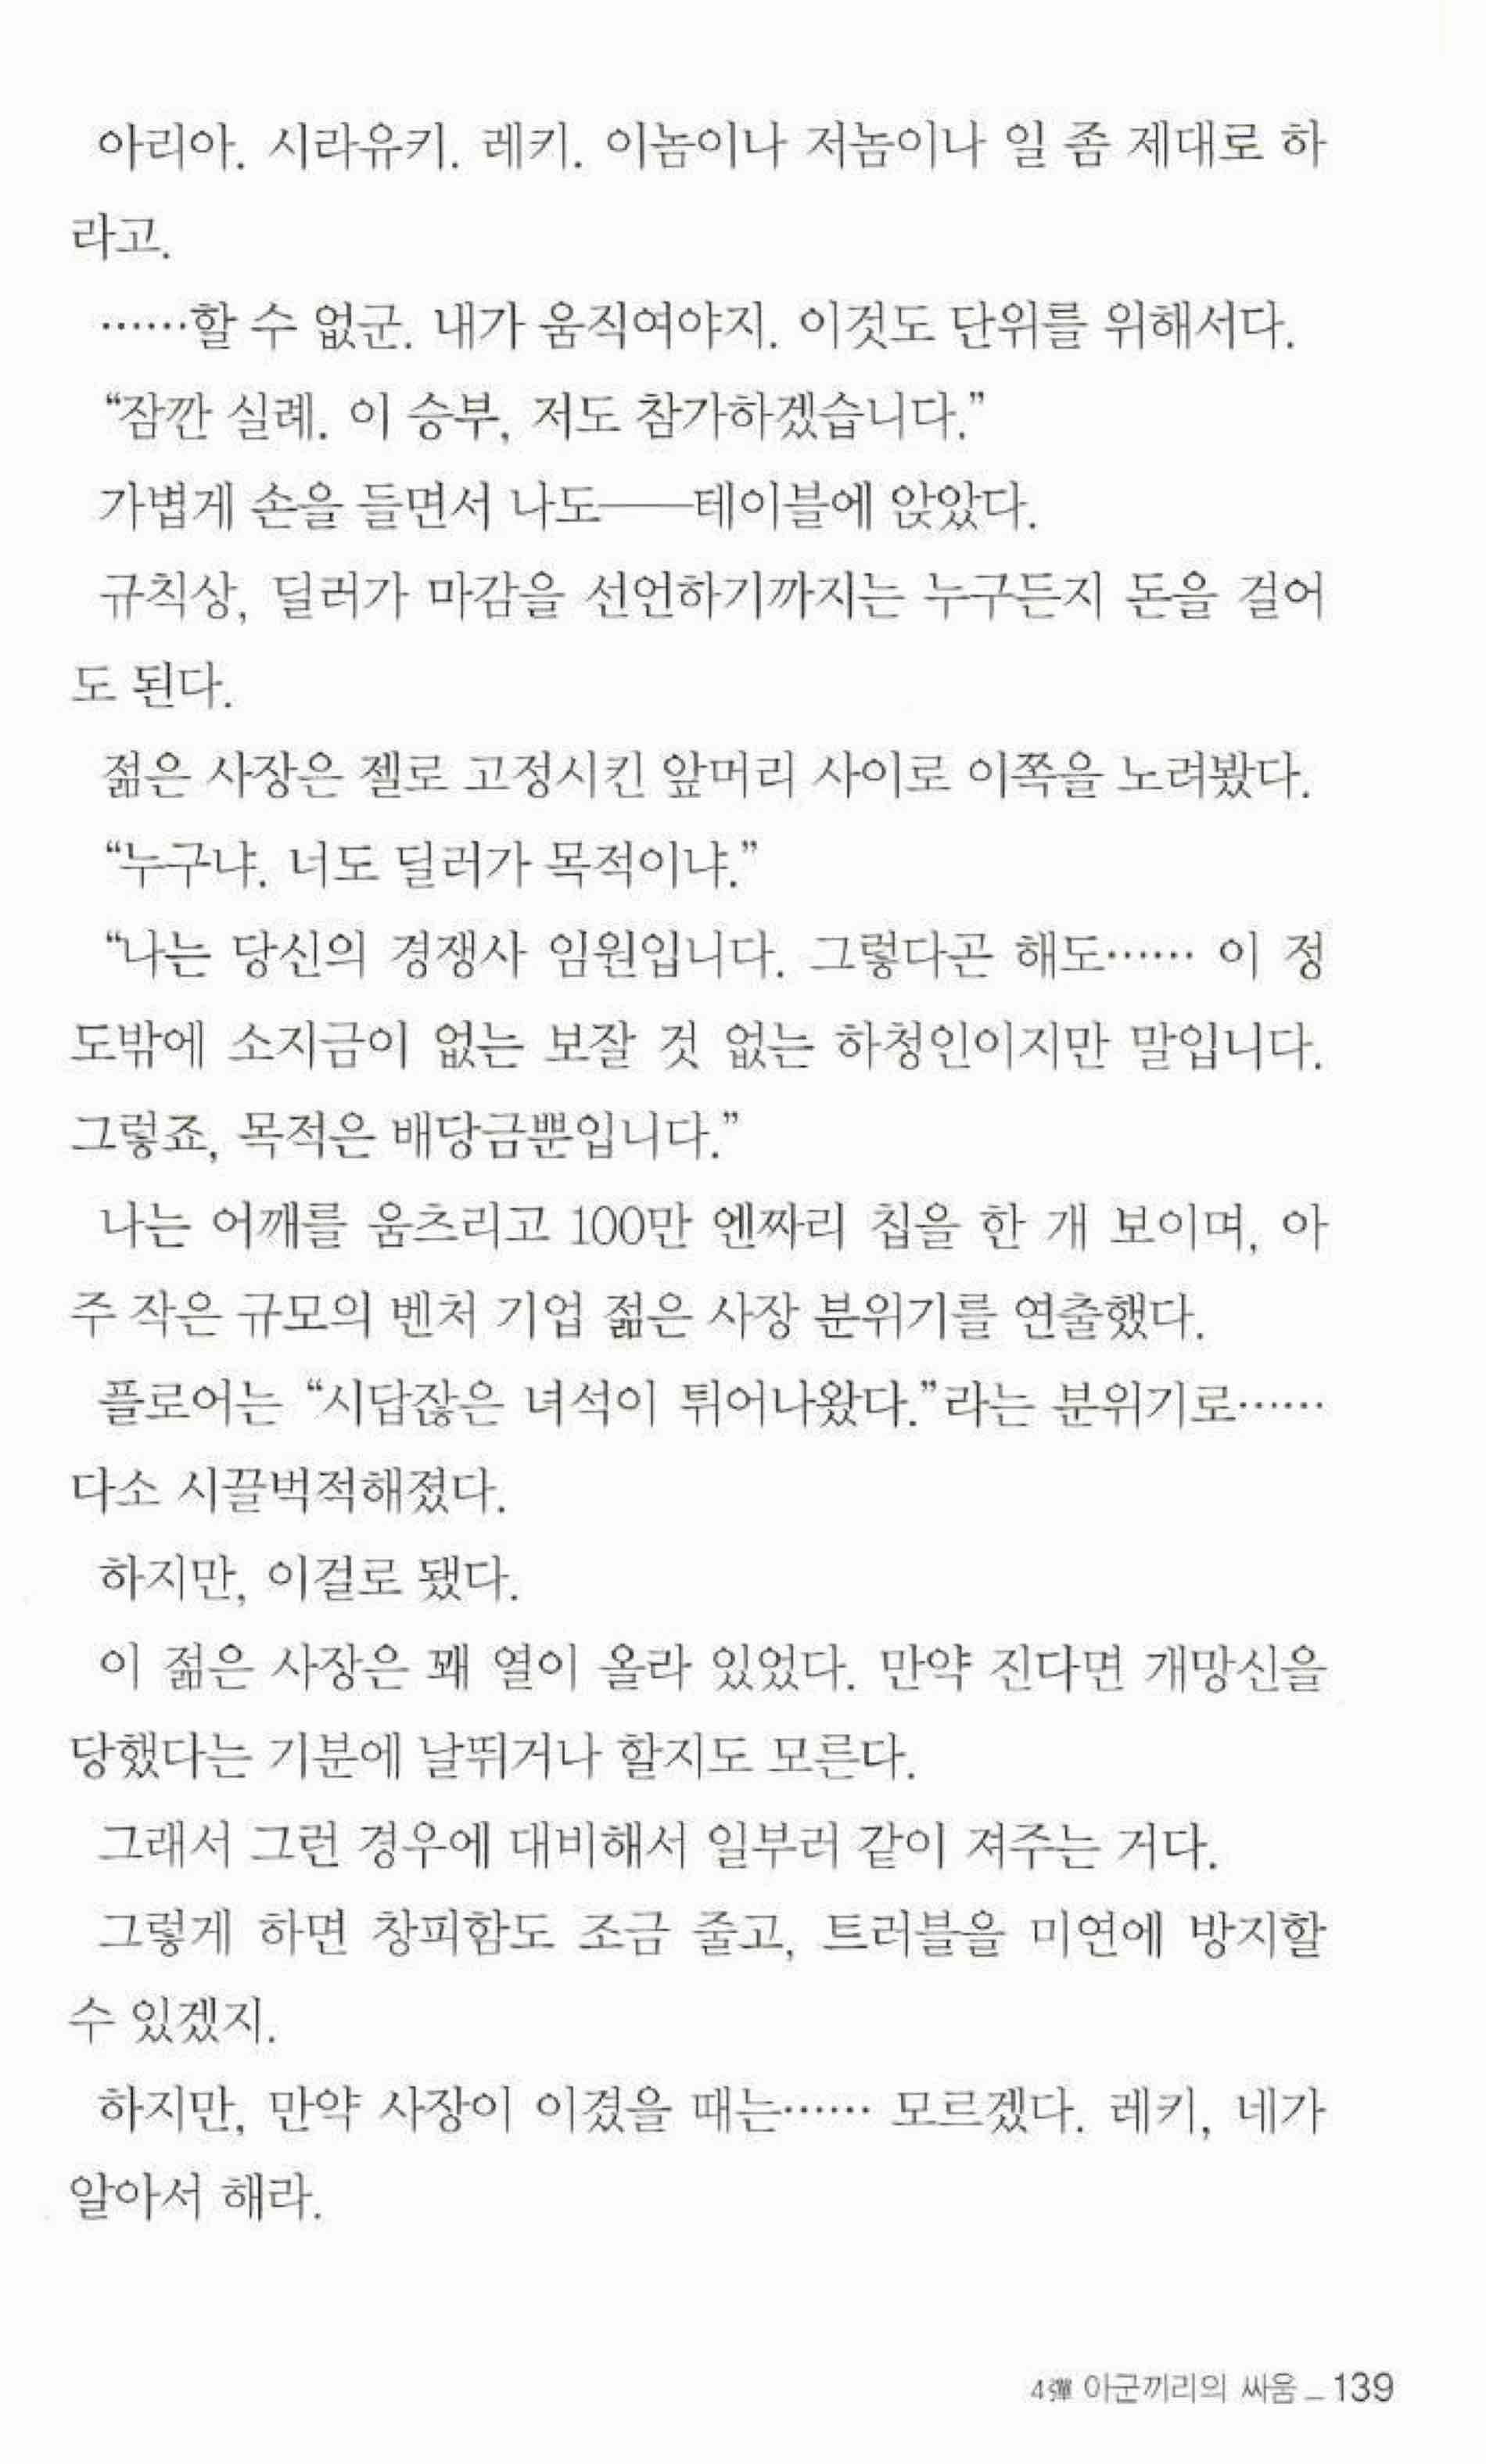 아리아. 시라유키. 레키. 이놈이나 저놈이나 일 좀 제대로 하
라고.
……할 수 없군. 내가 움직여야지. 이것도 단위를 위해서다.
“잠깐 실례. 이 승부, 저도 참가하겠습니다.”
가볍게 손을 들면서 나도──테이블에 앉았다.
규칙상, 딜러가 마감을 선언하기까지는 누구든지 돈을 걸어
도 된다.
젊은 사장은 젤로 고정시킨 앞머리 사이로 이쪽을 노려봤다.
“누구냐. 너도 딜러가 목적이냐.”
“나는 당신의 경쟁사 임원입니다. 그렇다곤 해도…… 이 정
도밖에 소지금이 없는 보잘 것 없는 하청인이지만 말입니다.
그렇죠, 목적은 배당금뿐입니다.”
나는 어깨를 움츠리고 100만 엔짜리 칩을 한 개 보이며, 아
주 작은 규모의 벤처 기업 젊은 사장 분위기를 연출했다.
플로어는 “시답잖은 녀석이 튀어나왔다.”라는 분위기로……
다소 시끌벅적해졌다.
하지만, 이걸로 됐다.
이 젊은 사장은 꽤 열이 올라 있었다. 만약 진다면 개망신을
당했다는 기분에 날뛰거나 할지도 모른다.
그래서 그런 경우에 대비해서 일부러 같이 져주는 거다.
그렇게 하면 창피함도 조금 줄고, 트러블을 미연에 방지할
수 있겠지.
하지만, 만약 사장이 이겼을 때는…… 모르겠다. 레키, 네가
알아서 해라.
4彈 아군끼리의 싸움 _ 139